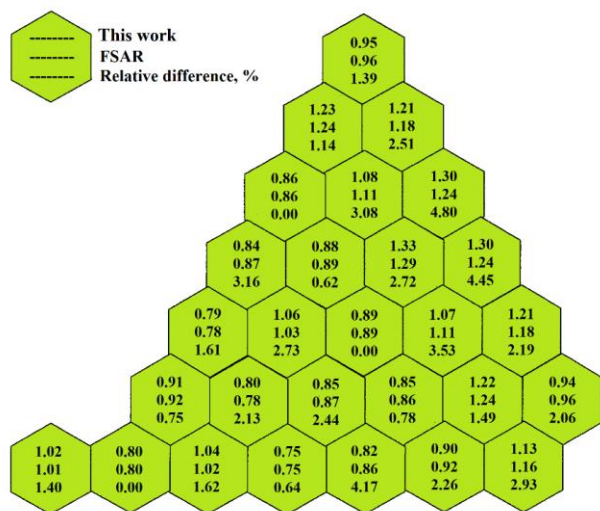 -------- This work
-------- FSAR
-------- Relative difference, %
0.95
0.96
1.39
1.23 1.21
1.24 1.18
1.14 2.51
0.86 1.08 1.30
0.86 1.11 1.24
0.00 3.08 4.80
0.84 0.88 1.33 1.30
0.87 0.89 1.29 1.24
3.16 0.62 2.72 4.45
0.79 1.06 0.89 1.07 1.21
0.78 1.03 0.89 1.11 1.18
1.61 2.73 0.00 3.53 2.19
0.91 0.80 0.85 0.85 1.22 0.94
0.92 0.78 0.87 0.86 1.24 0.96
0.75 2.13 2.44 0.78 1.49 2.06
1.02 0.80 1.04 0.75 0.82 0.90 1.13
1.01 0.80 1.02 0.75 0.86 0.92 1.16
1.40 0.00 1.62 0.64 4.17 2.26 2.93